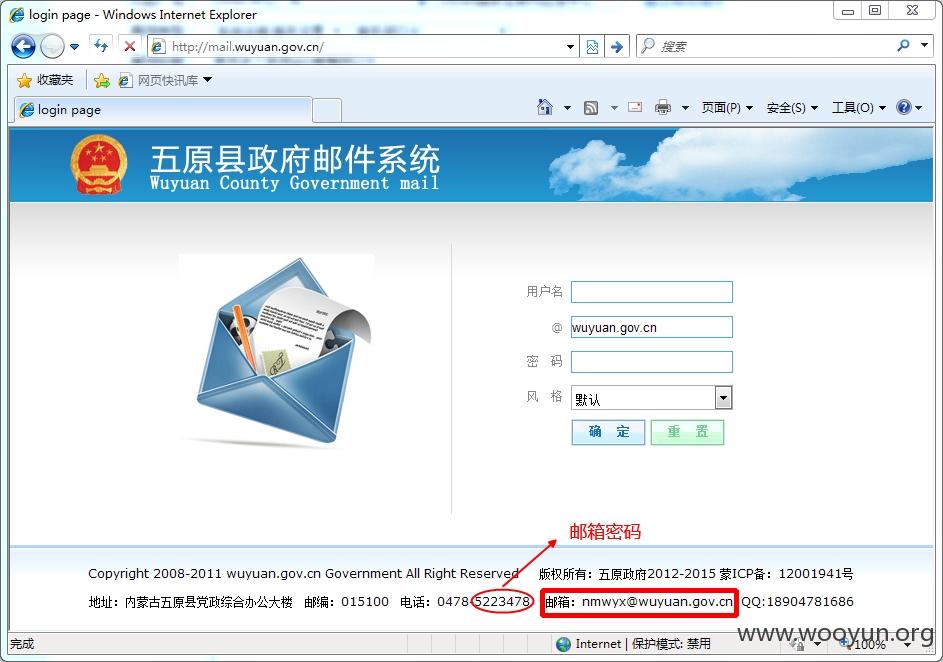 login page - Windows Internet Explorer
http://mail.wuyuan.gov.cn/
搜索
收藏夹 网页快讯库
login page 页面(P) 安全(S) 工具(O)
五原县政府邮件系统
Wuyuan County Government mail
用户名
@ wuyuan.gov.cn
密 码
风 格 默认
确 定 重 置
邮箱密码
Copyright 2008-2011 wuyuan.gov.cn Government All Right Reserved 版权所有：五原政府2012-2015 蒙ICP备：12001941号
地址：内蒙古五原县党政综合办公大楼 邮编：015100 电话：0478-5223478 邮箱：nmwyx@wuyuan.gov.cn QQ:18904781686
www.wooyun.org
完成 Internet | 保护模式: 禁用 100%